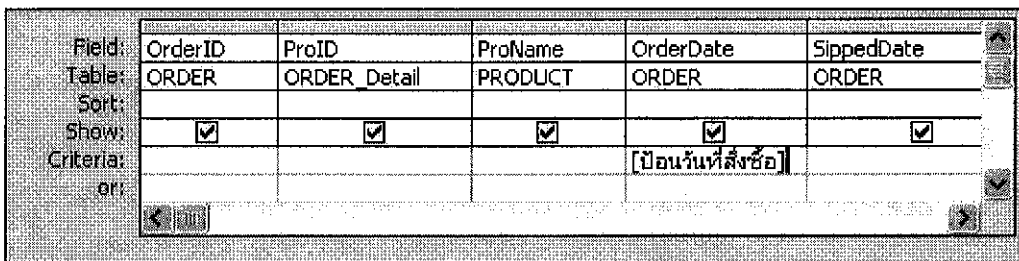 Field: OrderID ProID ProName OrderDate SippedDate
Table: ORDER ORDER_Detail PRODUCT ORDER ORDER
Sort:
Show:
Criteria: [ป้อนวันที่สั่งซื้อ]
or: